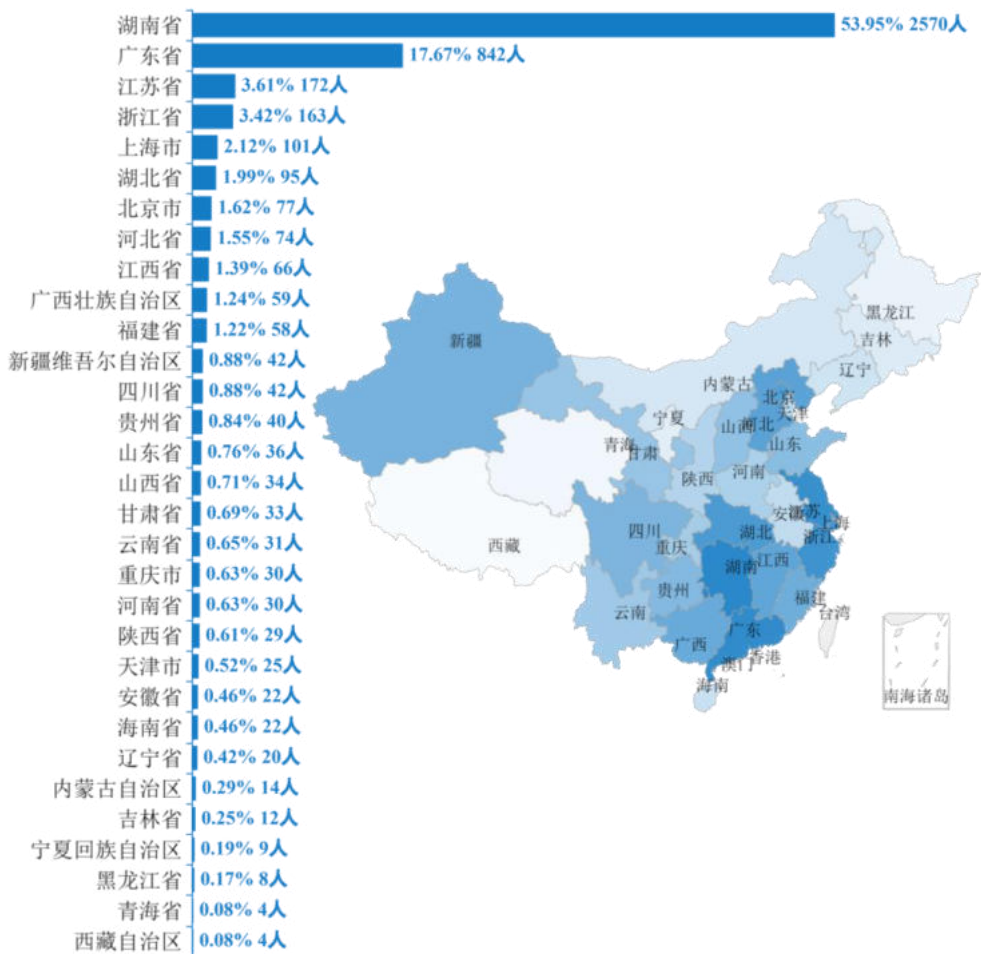 湖南省 53.95% 2570人
广东省 17.67% 842人
江苏省 3.61% 172人
浙江省 3.42% 163人
上海市 2.12% 101人
湖北省 1.99% 95人
北京市 1.62% 77人
河北省 1.55% 74人
江西省 1.39% 66人
广西壮族自治区 1.24% 59人
福建省 1.22% 58人
新疆维吾尔自治区 0.88% 42人
四川省 0.88% 42人
贵州省 0.84% 40人
山东省 0.76% 36人
山西省 0.71% 34人
甘肃省 0.69% 33人
云南省 0.65% 31人
重庆市 0.63% 30人
河南省 0.63% 30人
陕西省 0.61% 29人
天津市 0.52% 25人
安徽省 0.46% 22人
海南省 0.46% 22人
辽宁省 0.42% 20人
内蒙古自治区 0.29% 14人
吉林省 0.25% 12人
宁夏回族自治区 0.19% 9人
黑龙江省 0.17% 8人
青海省 0.08% 4人
西藏自治区 0.08% 4人
黑龙江
吉林
新疆
辽宁
内蒙古
北京
天津
宁夏
山西
河北
青海
甘肃
山东
陕西
河南
安徽
江苏
上海
四川
湖北
浙江
重庆
西藏
湖南
江西
贵州
福建
云南
台湾
广西
广东
澳门
香港
海南
南海诸岛